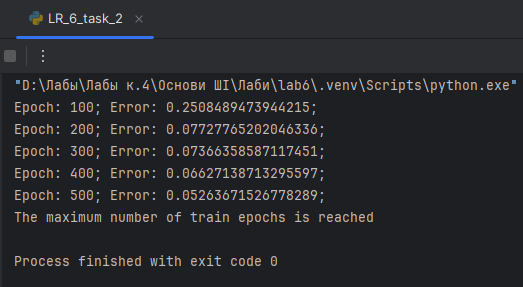 LR_6_task_2
"D:\Лабы\Лабы к.4\Основи ШІ\Лаби\lab6\.venv\Scripts\python.exe"
Epoch: 100; Error: 0.2508489473944215;
Epoch: 200; Error: 0.07727765202046336;
Epoch: 300; Error: 0.07366358587117451;
Epoch: 400; Error: 0.06627138713295597;
Epoch: 500; Error: 0.05263671526778289;
The maximum number of train epochs is reached
Process finished with exit code 0